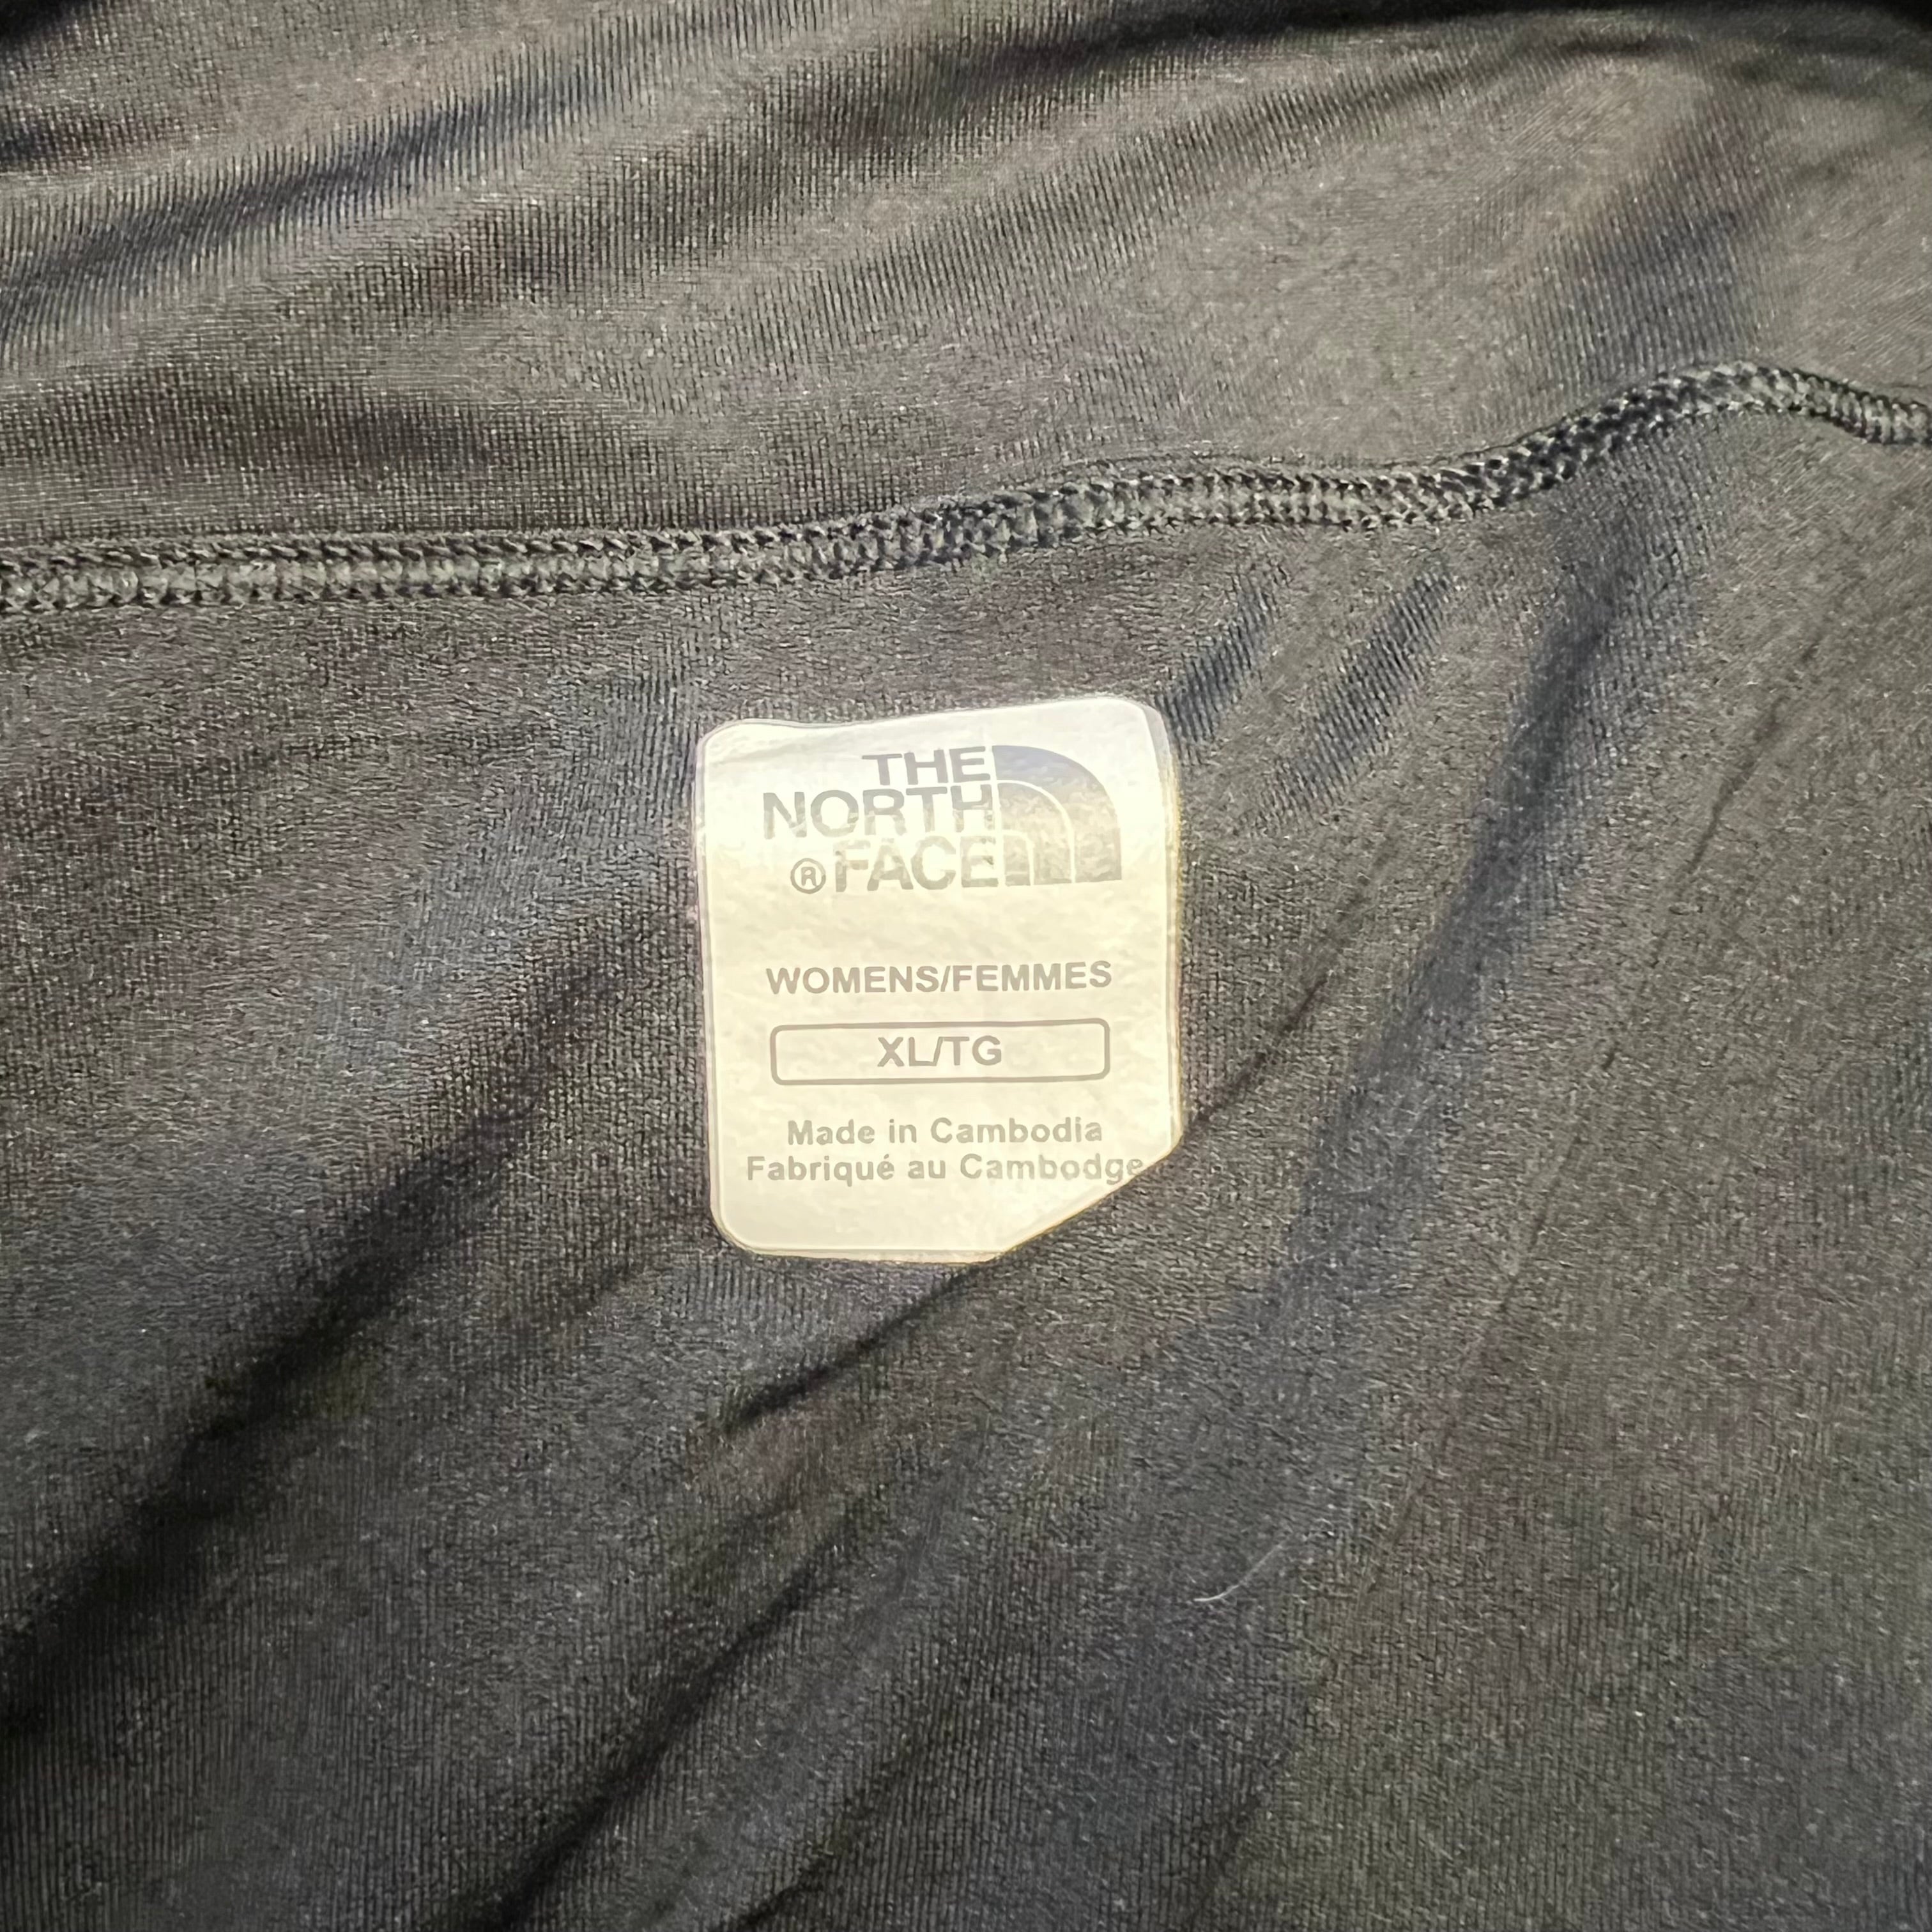 THE
NORTH
® FACE
WOMENS/FEMMES
XL/TG
Made in Cambodia
Fabriqué au Cambodge